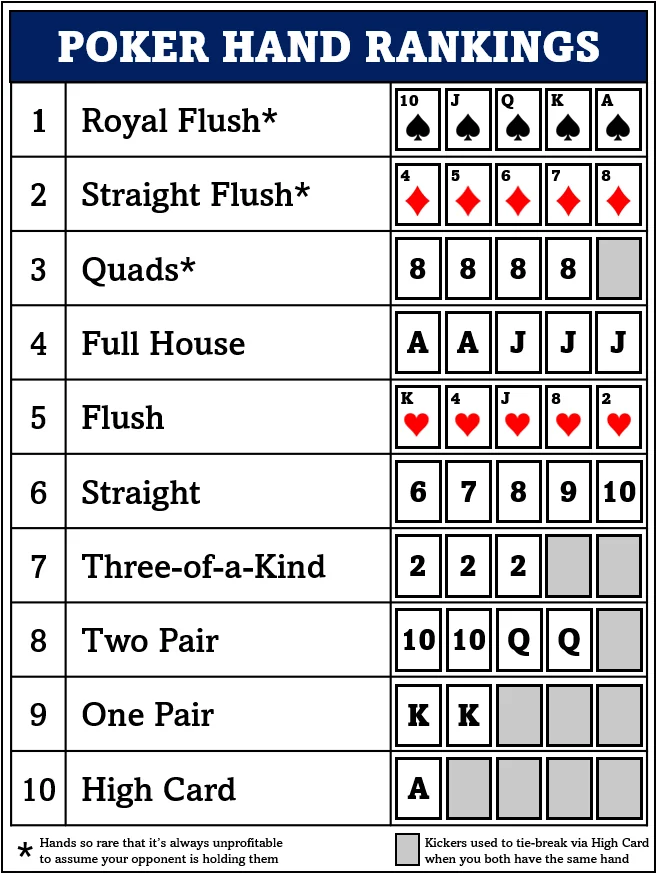 POKER HAND RANKINGS
1 Royal Flush* 10 J Q K A
2 Straight Flush* 4 5 6 7 8
3 Quads* 8 8 8 8
4 Full House A A J J J
5 Flush K 4 J 8 2
6 Straight 6 7 8 9 10
7 Three-of-a-Kind 2 2 2
8 Two Pair 10 10 Q Q
9 One Pair K K
10 High Card A
* Hands so rare that it's always unprofitable
to assume your opponent is holding them
Kickers used to tie-break via High Card
when you both have the same hand